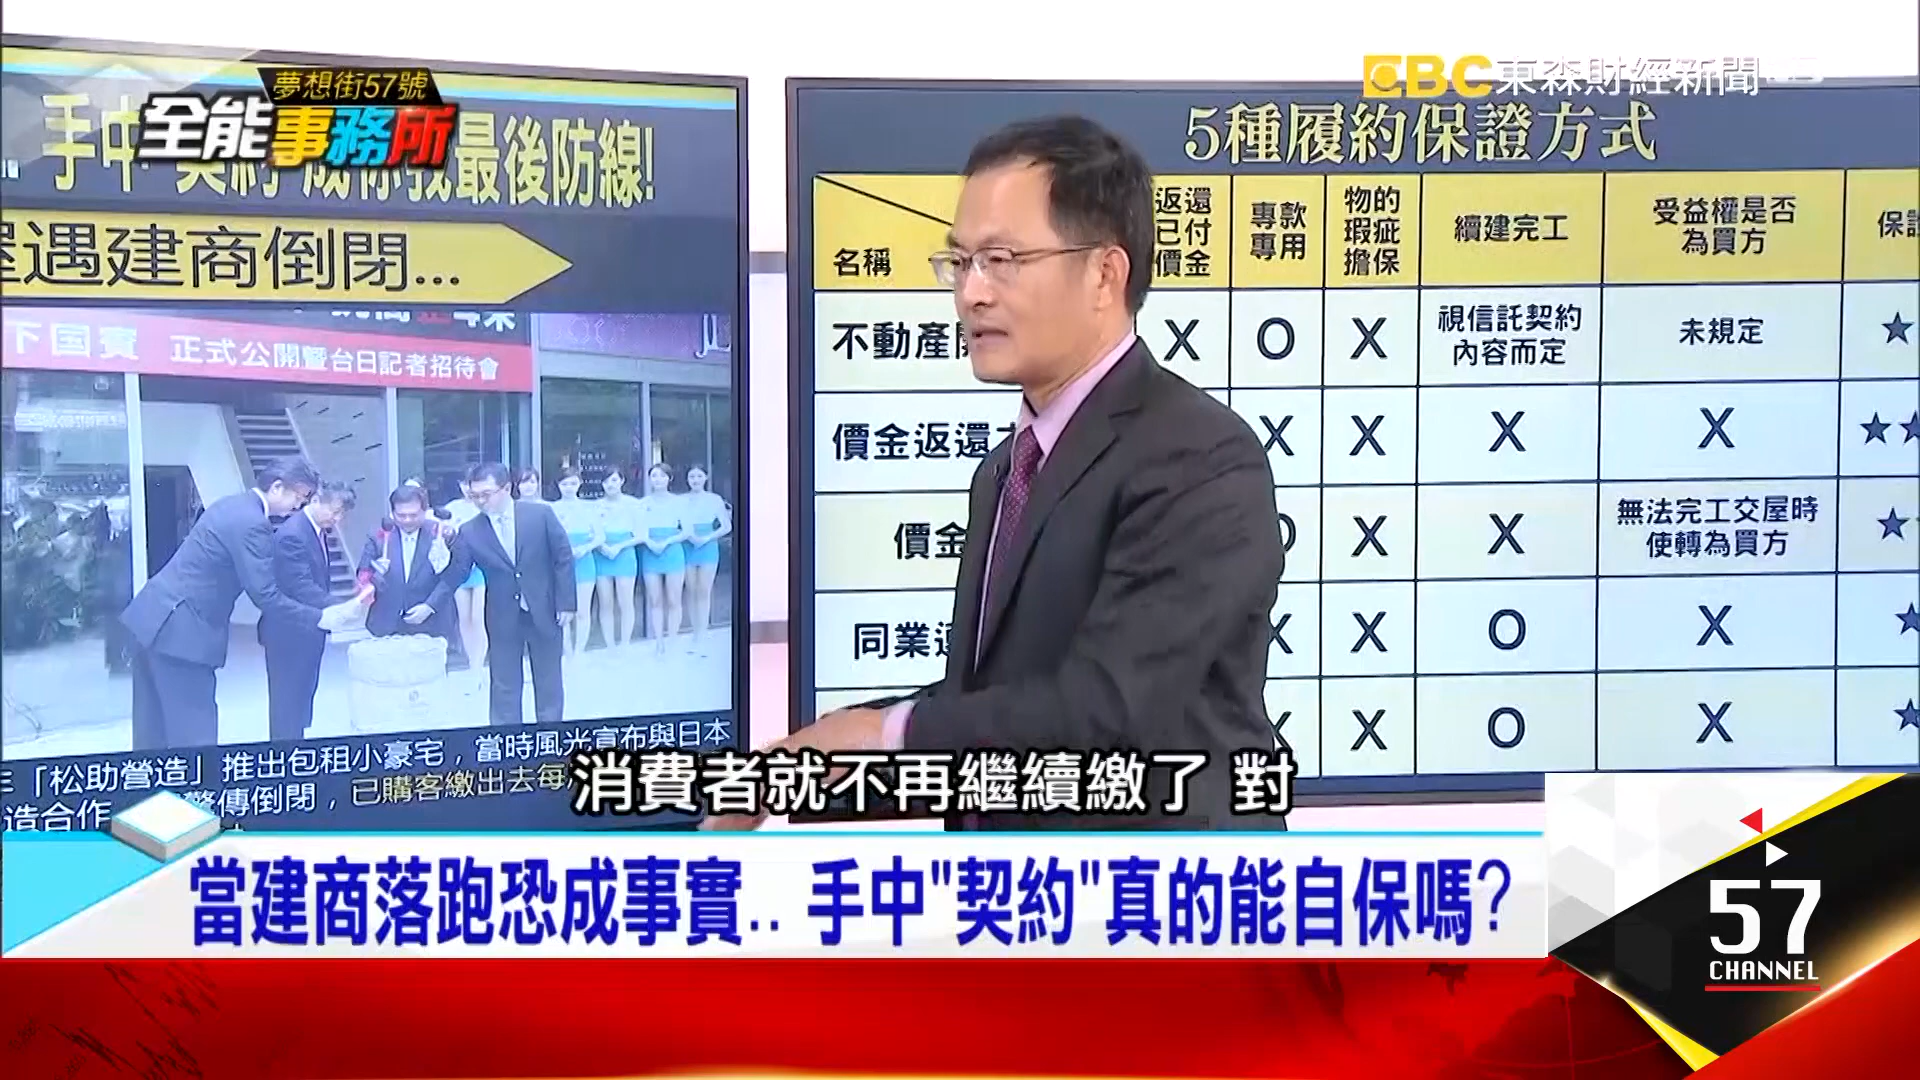 夢想街57號
全能事務所
EBC東森財經新聞
手中
最後防線!
遇建商倒閉...
下国賓 正式公開暨台日記者招待會
「松助營造」推出包租小豪宅，當時風光宣布與日本
造合作
傳倒閉，已購客繳出去每
5種履約保證方式
名稱
返還已付價金
專款專用
物的瑕疵擔保
續建完工
受益權是否為買方
不動產
X
O
X
視信託契約內容而定
未規定
★
價金返還
X
X
X
X
★★
價金
X
X
無法完工交屋時使轉為買方
★
同業
X
X
O
X
★
X
X
O
X
★
消費者就不再繼續繳了 對
當建商落跑恐成事實.. 手中"契約"真的能自保嗎?
57
CHANNEL